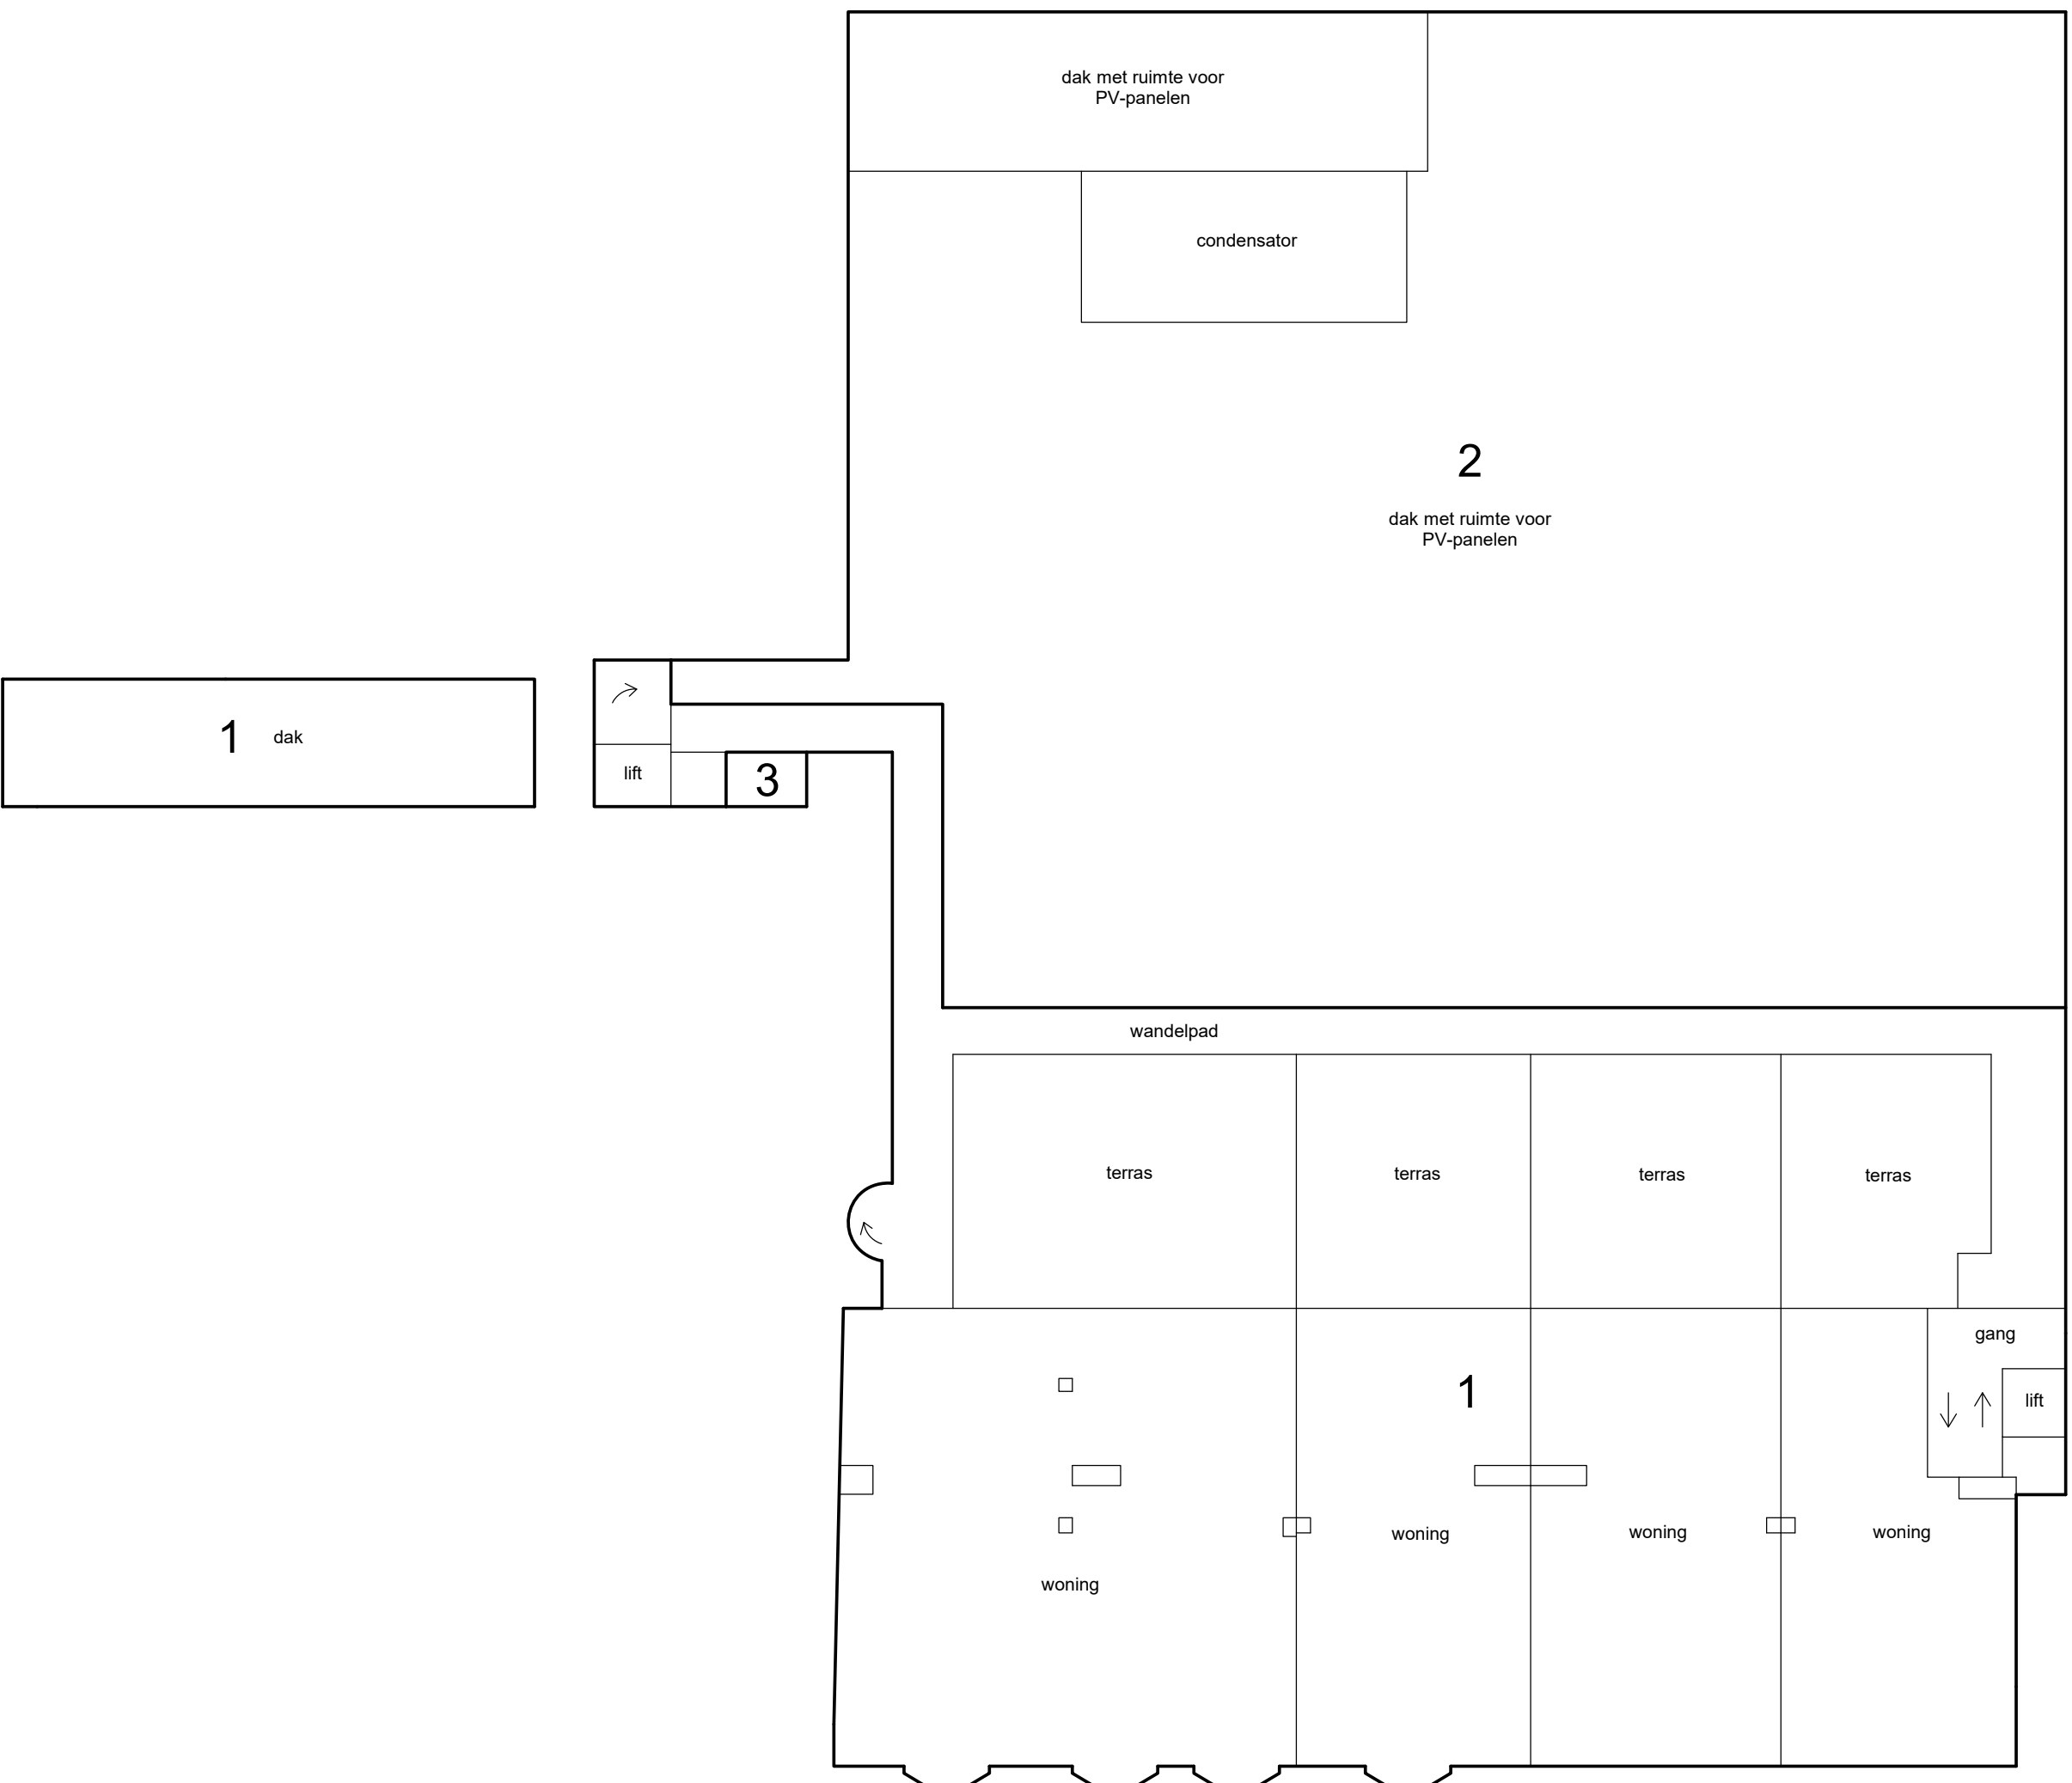 dak met ruimte voor
PV-panelen
condensator
2
dak met ruimte voor
PV-panelen
1 dak
lift
3
wandelpad
terras
terras
terras
terras
gang
1
lift
woning
woning
woning
woning